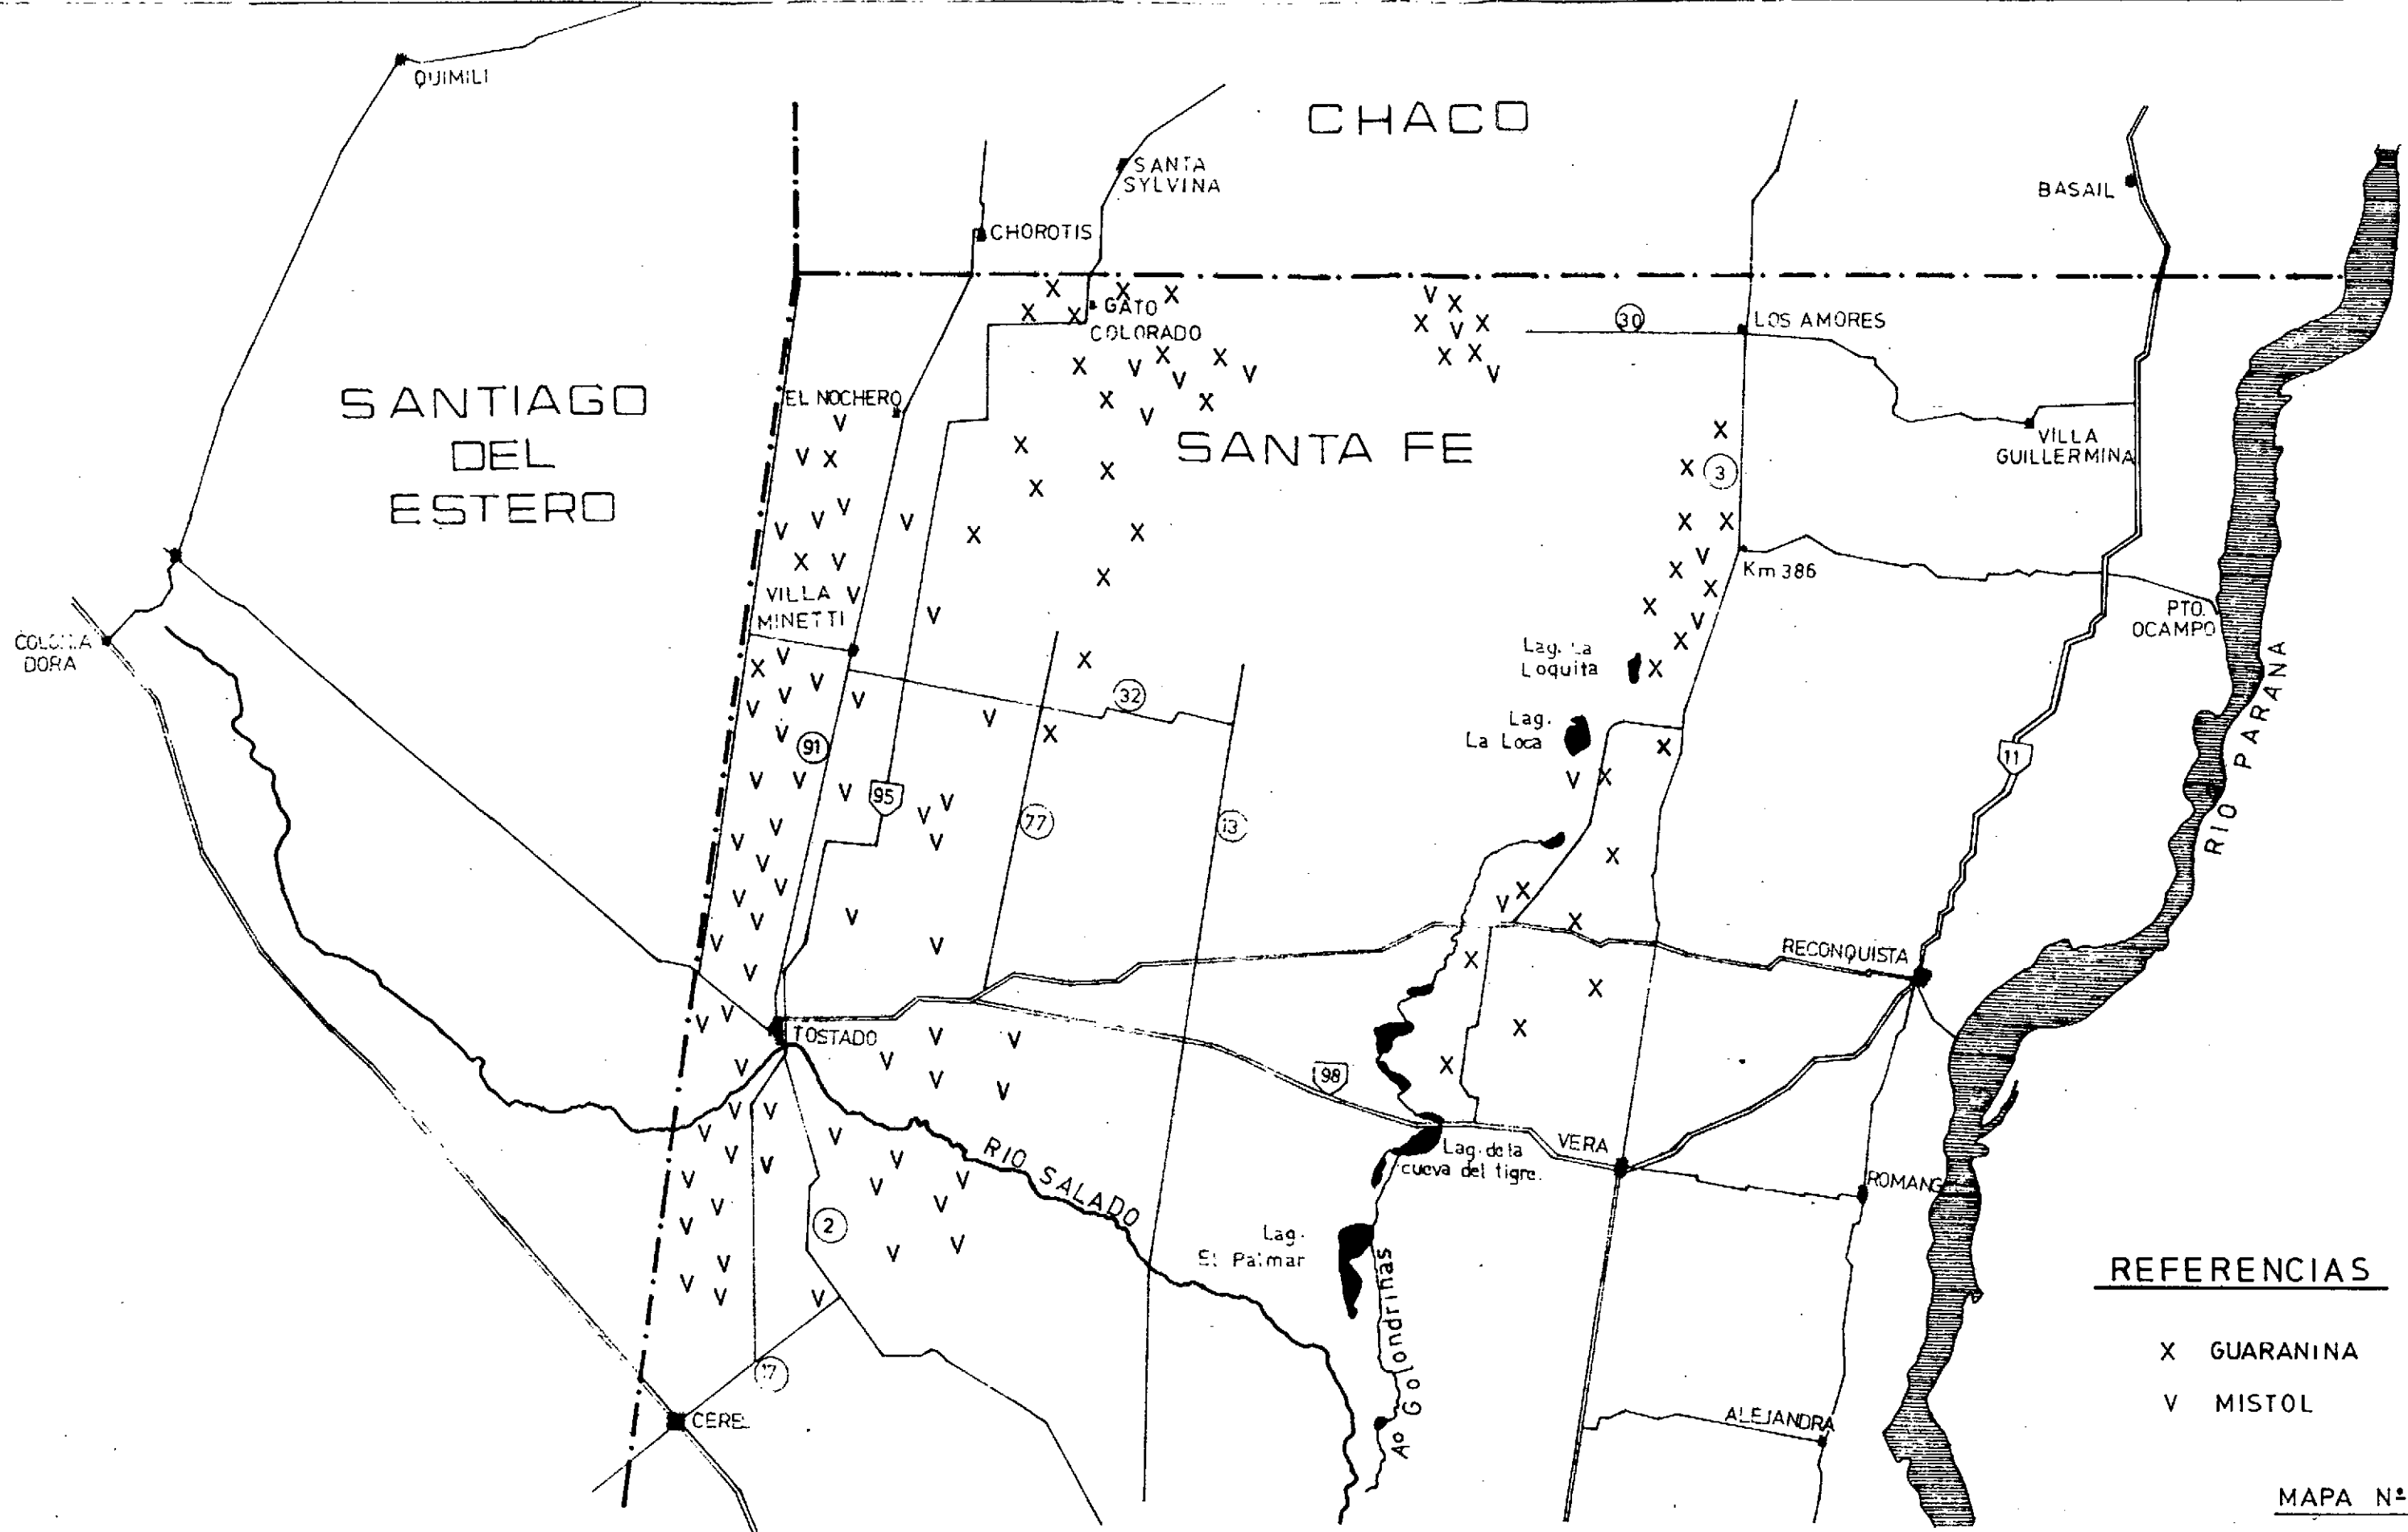 QUIMILI
CHACO
SANTA
SYLVINA
BASAIL
CHOROTIS
GATO
COLORADO
30
LOS AMORES
SANTIAGO
DEL
ESTERO
EL NOCHERO
SANTA FE
VILLA
GUILLERMINA
3
Km 386
VILLA
MINETTI
PTO.
OCAMPO
DORA
Lag. La
Loquita
32
RIO PARANA
Lag.
La Loca
91
11
95
77
13
RECONQUISTA
TOSTADO
98
RIO SALADO
Lag. de la
cueva del tigre.
VERA
ROMANG
2
Lag.
El Palmar
Aº Golondrinas
REFERENCIAS
X GUARANINA
V MISTOL
17
CERE
ALEJANDRA
MAPA Nº